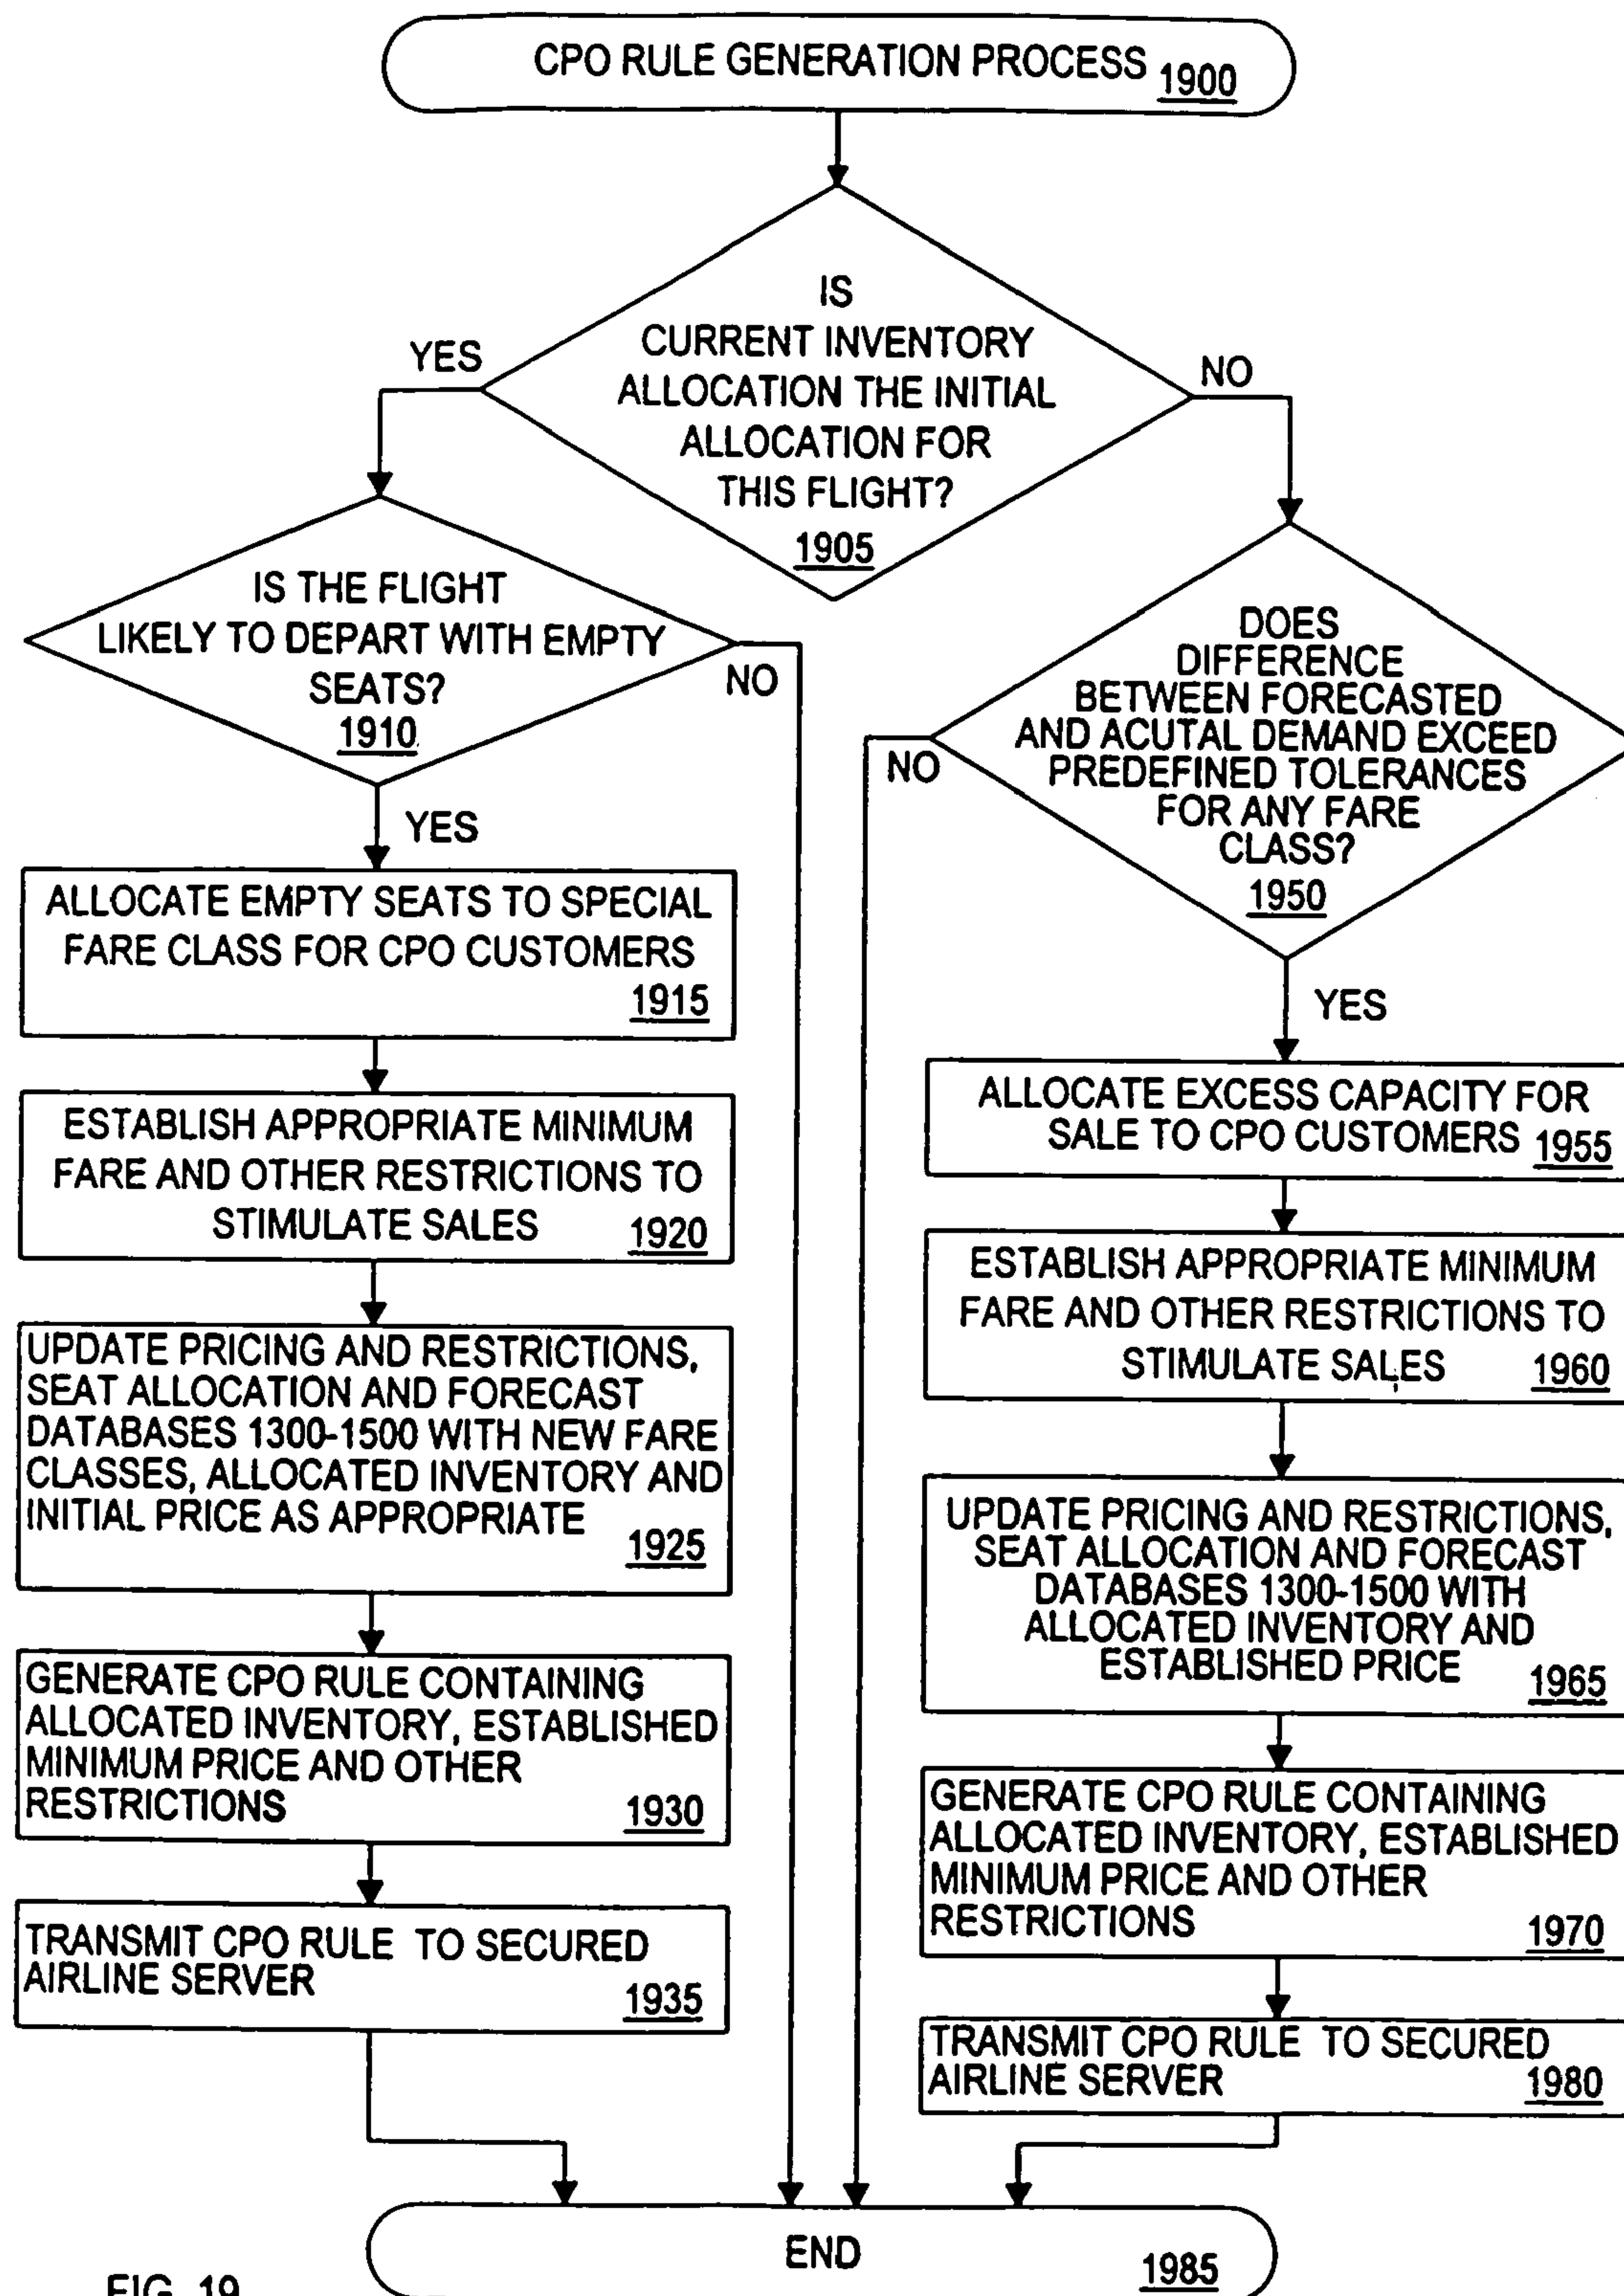 CPO RULE GENERATION PROCESS 1900
IS
CURRENT INVENTORY
ALLOCATION THE INITIAL
ALLOCATION FOR
THIS FLIGHT?
1905
YES
NO
IS THE FLIGHT
LIKELY TO DEPART WITH EMPTY
SEATS?
1910
NO
YES
ALLOCATE EMPTY SEATS TO SPECIAL
FARE CLASS FOR CPO CUSTOMERS
1915
ESTABLISH APPROPRIATE MINIMUM
FARE AND OTHER RESTRICTIONS TO
STIMULATE SALES 1920
UPDATE PRICING AND RESTRICTIONS,
SEAT ALLOCATION AND FORECAST
DATABASES 1300-1500 WITH NEW FARE
CLASSES, ALLOCATED INVENTORY AND
INITIAL PRICE AS APPROPRIATE
1925
GENERATE CPO RULE CONTAINING
ALLOCATED INVENTORY, ESTABLISHED
MINIMUM PRICE AND OTHER
RESTRICTIONS 1930
TRANSMIT CPO RULE TO SECURED
AIRLINE SERVER
1935
DOES
DIFFERENCE
BETWEEN FORECASTED
AND ACUTAL DEMAND EXCEED
PREDEFINED TOLERANCES
FOR ANY FARE
CLASS?
1950
NO
YES
ALLOCATE EXCESS CAPACITY FOR
SALE TO CPO CUSTOMERS 1955
ESTABLISH APPROPRIATE MINIMUM
FARE AND OTHER RESTRICTIONS TO
STIMULATE SALES 1960
UPDATE PRICING AND RESTRICTIONS,
SEAT ALLOCATION AND FORECAST
DATABASES 1300-1500 WITH
ALLOCATED INVENTORY AND
ESTABLISHED PRICE 1965
GENERATE CPO RULE CONTAINING
ALLOCATED INVENTORY, ESTABLISHED
MINIMUM PRICE AND OTHER
RESTRICTIONS 1970
TRANSMIT CPO RULE TO SECURED
AIRLINE SERVER 1980
END 1985
FIG. 19